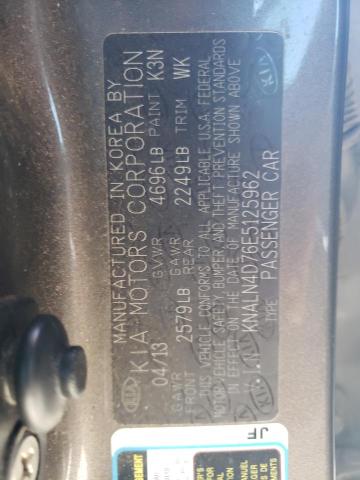 MANUFACTURED IN KOREA BY
KIA MOTORS CORPORATION
04/13 GVWR 4696LB PAINT K3N
GAWR FRONT 2579LB GAWR REAR 2249LB TRIM WK
THIS VEHICLE CONFORMS TO ALL APPLICABLE U.S.A. FEDERAL
MOTOR VEHICLE SAFETY, BUMPER, AND THEFT PREVENTION STANDARDS
IN EFFECT ON THE DATE OF MANUFACTURE SHOWN ABOVE
KNALN4D76E5125962
TYPE: PASSENGER CAR
KIA
KIA
JF